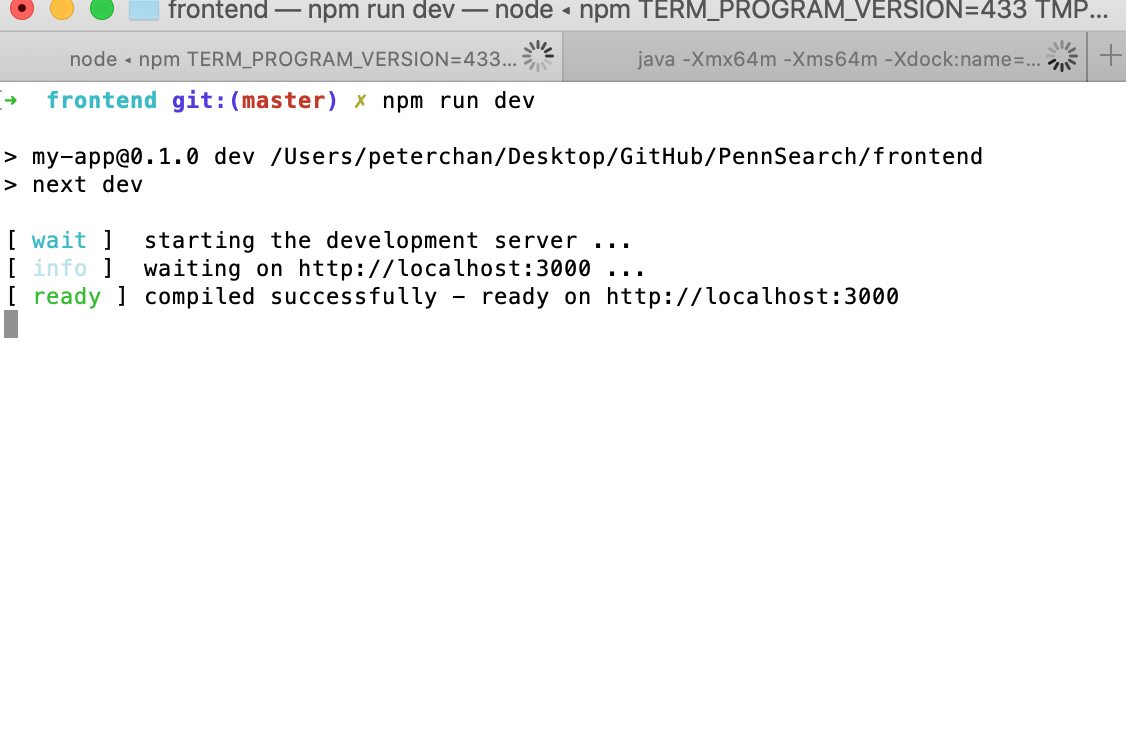 frontend — npm run dev — node ◂ npm TERM_PROGRAM_VERSION=433 TMP...
node ◂ npm TERM_PROGRAM_VERSION=433...
java -Xmx64m -Xms64m -Xdock:name=...
[➜  frontend git:(master) ✗ npm run dev
> my-app@0.1.0 dev /Users/peterchan/Desktop/GitHub/PennSearch/frontend
> next dev
[ wait ]  starting the development server ...
[ info ]  waiting on http://localhost:3000 ...
[ ready ] compiled successfully - ready on http://localhost:3000